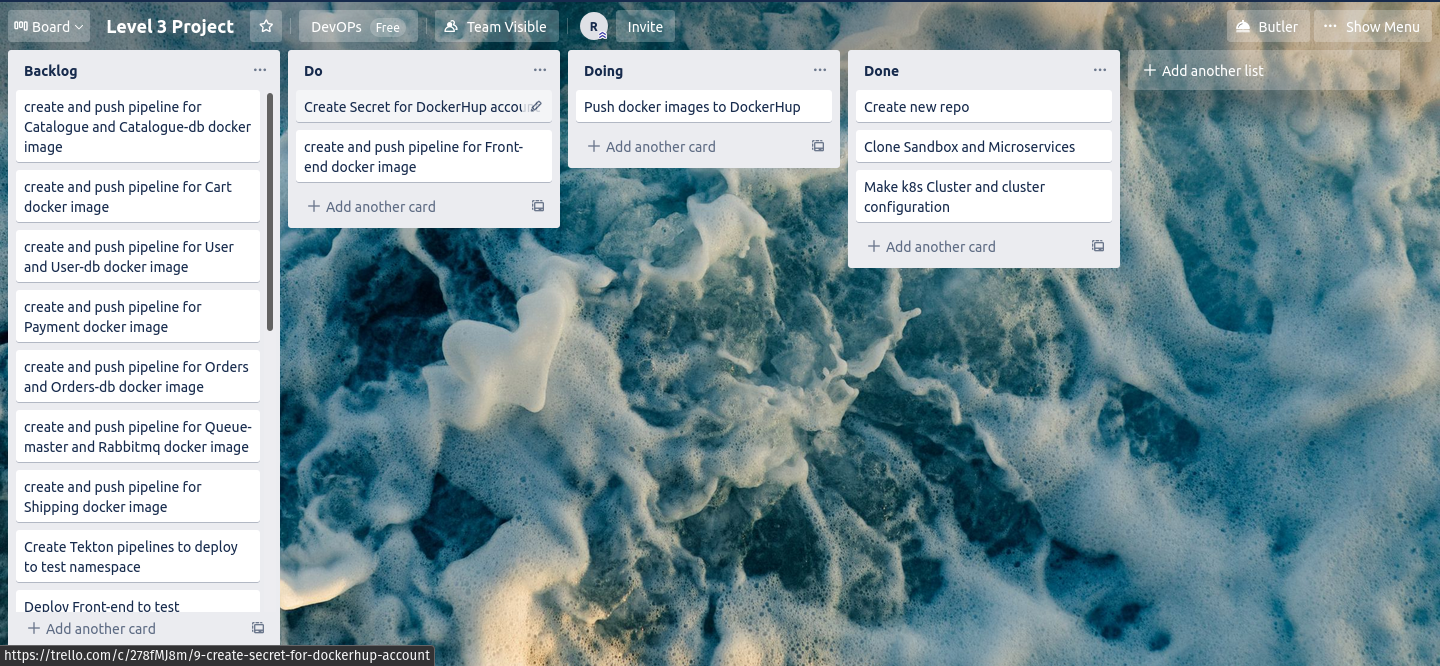 Board
Level 3 Project
DevOPs Free
Team Visible
R
Invite
Butler
Show Menu
Backlog
create and push pipeline for
Catalogue and Catalogue-db docker
image
create and push pipeline for Cart
docker image
create and push pipeline for User
and User-db docker image
create and push pipeline for
Payment docker image
create and push pipeline for Orders
and Orders-db docker image
create and push pipeline for Queue-
master and Rabbitmq docker image
create and push pipeline for
Shipping docker image
Create Tekton pipelines to deploy
to test namespace
Deploy Front-end to test
Add another card
Do
Create Secret for DockerHup accou
create and push pipeline for Front-
end docker image
Add another card
Doing
Push docker images to DockerHup
Add another card
Done
Create new repo
Clone Sandbox and Microservices
Make k8s Cluster and cluster
configuration
Add another card
Add another list
https://trello.com/c/278fMJ8m/9-create-secret-for-dockerhup-account